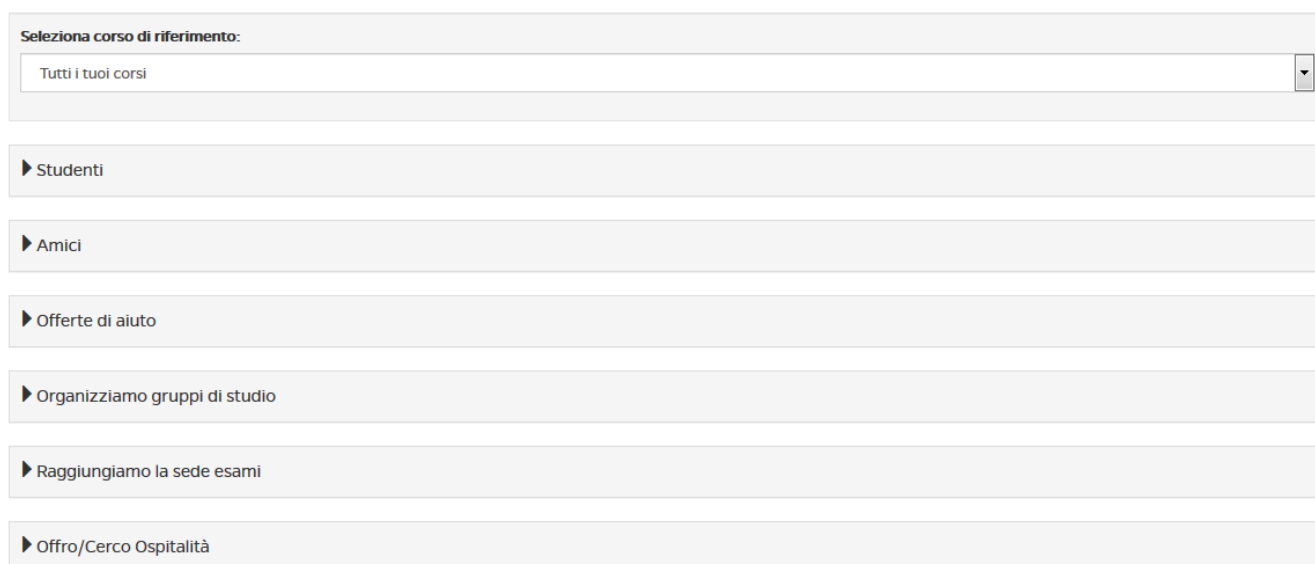 Seleziona corso di riferimento:
Tutti i tuoi corsi
Studenti
Amici
Offerte di aiuto
Organizziamo gruppi di studio
Raggiungiamo la sede esami
Offro/Cerco Ospitalità